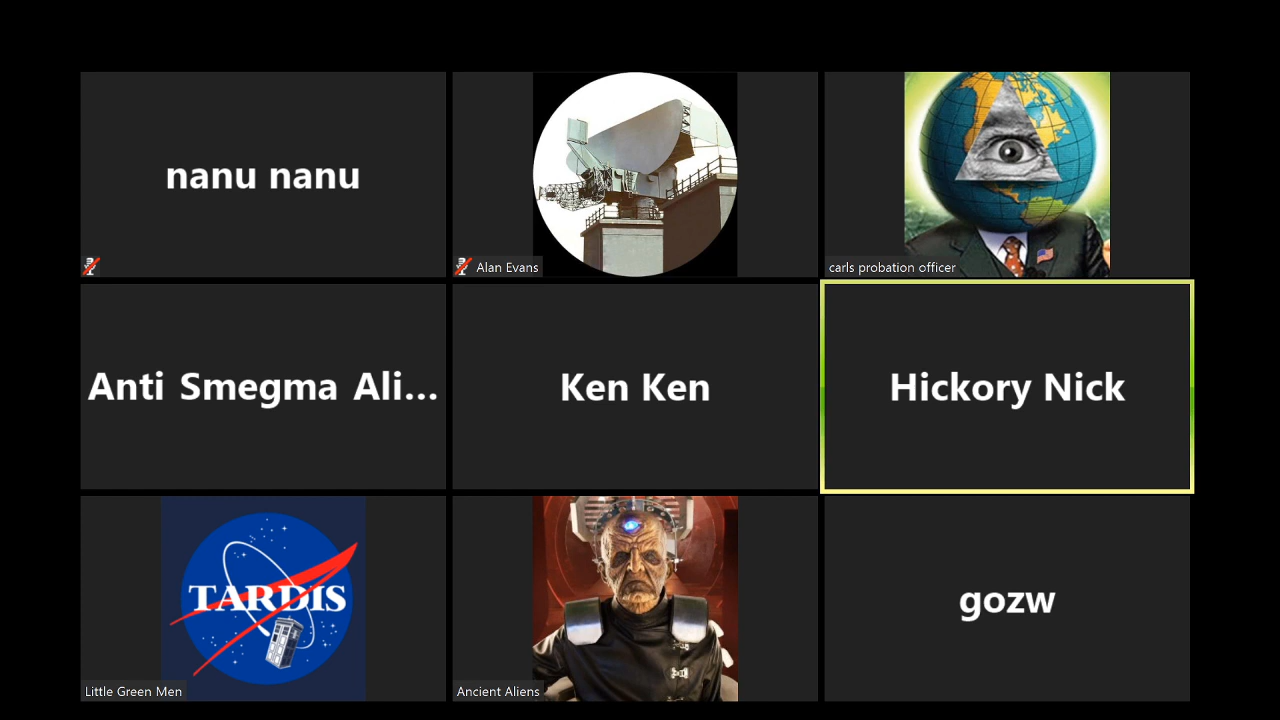 nanu nanu
Alan Evans
carls probation officer
Anti Smegma Ali...
Ken Ken
Hickory Nick
TARDIS
Little Green Men
Ancient Aliens
gozw